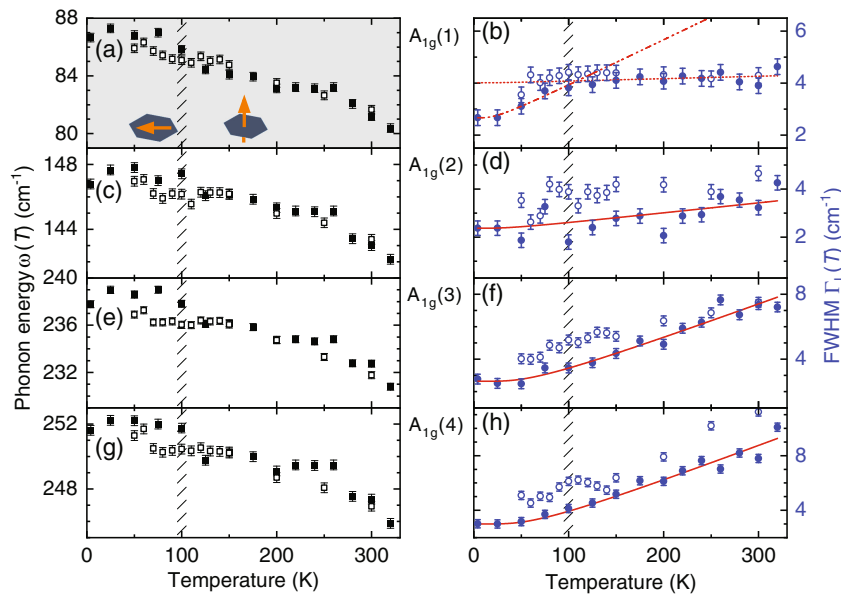 88
84
80
(a)
A1g(1)
(b)
6
4
2
148
144
240
(c)
A1g(2)
(d)
4
2
236
232
(e)
A1g(3)
(f)
8
4
252
248
(g)
A1g(4)
(h)
8
4
Phonon energy ω(T) (cm⁻¹)
FWHM ΓL(T) (cm⁻¹)
0 100 200 300
0 100 200 300
Temperature (K)
Temperature (K)